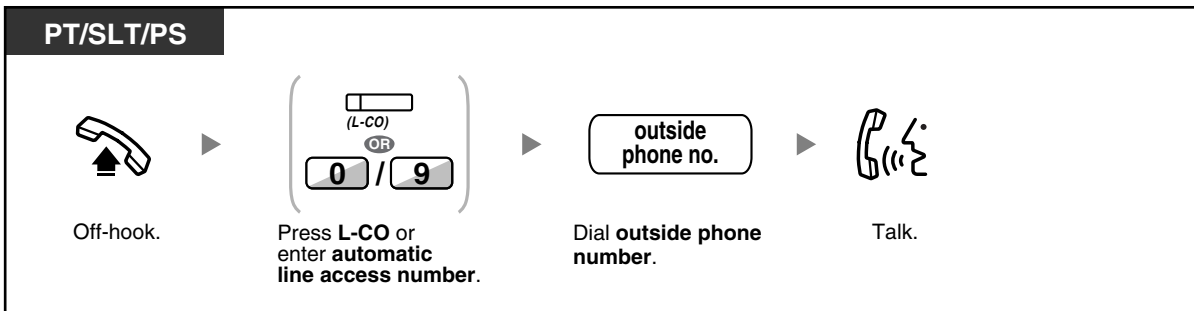 PT/SLT/PS
(L-CO)
OR
0 / 9
outside
phone no.
Off-hook.
Press L-CO or
enter automatic
line access number.
Dial outside phone
number.
Talk.